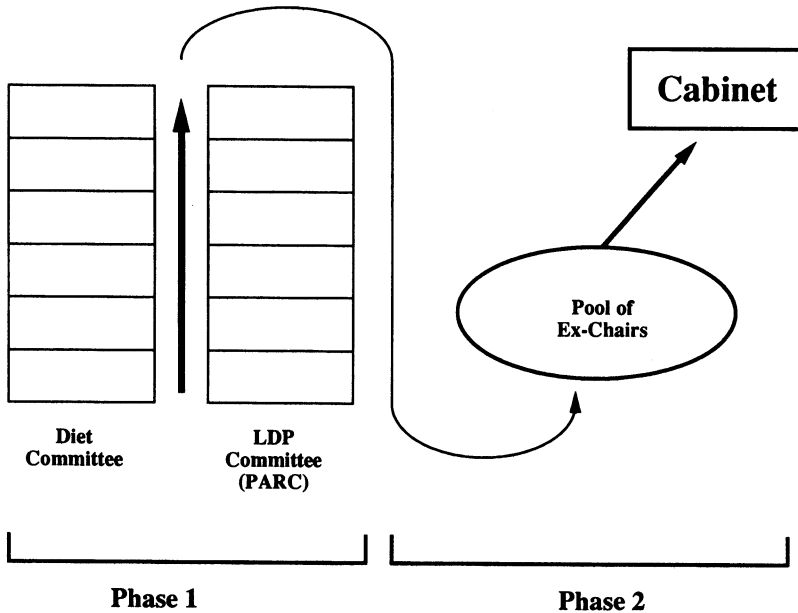 Cabinet
Pool of
Ex-Chairs
Diet
Committee
LDP
Committee
(PARC)
Phase 1
Phase 2